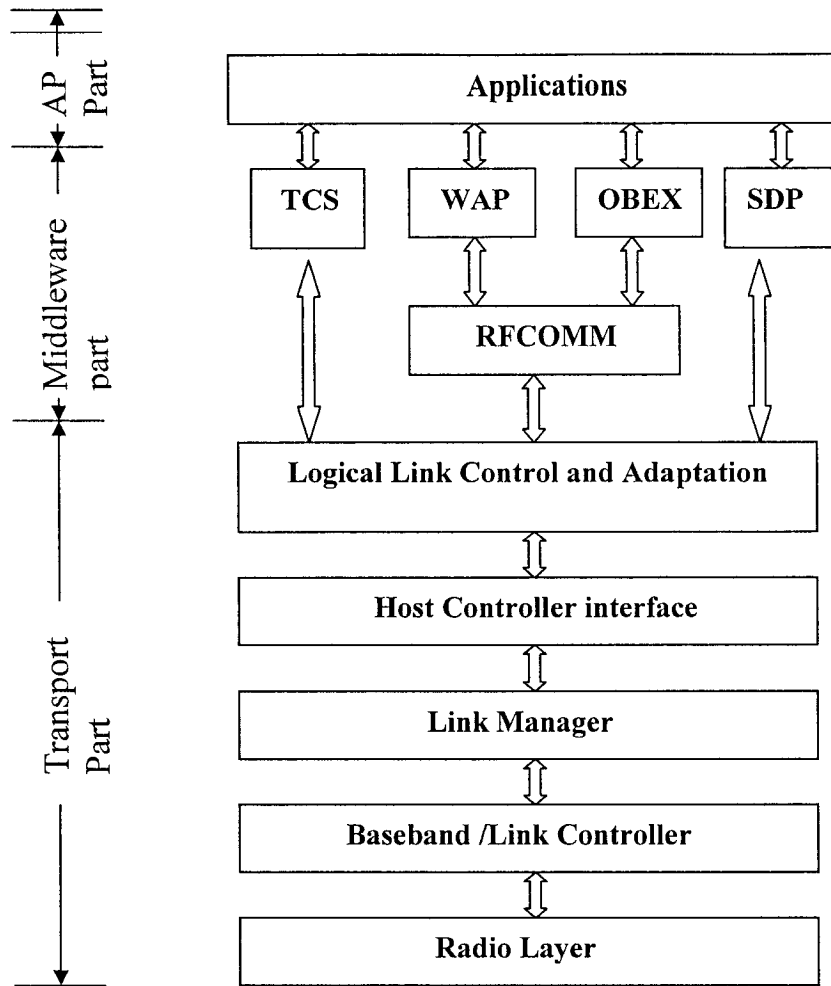 AP
Part
Applications
TCS
WAP
OBEX
SDP
Middleware
part
RFCOMM
Logical Link Control and Adaptation
Host Controller interface
Transport
Part
Link Manager
Baseband /Link Controller
Radio Layer